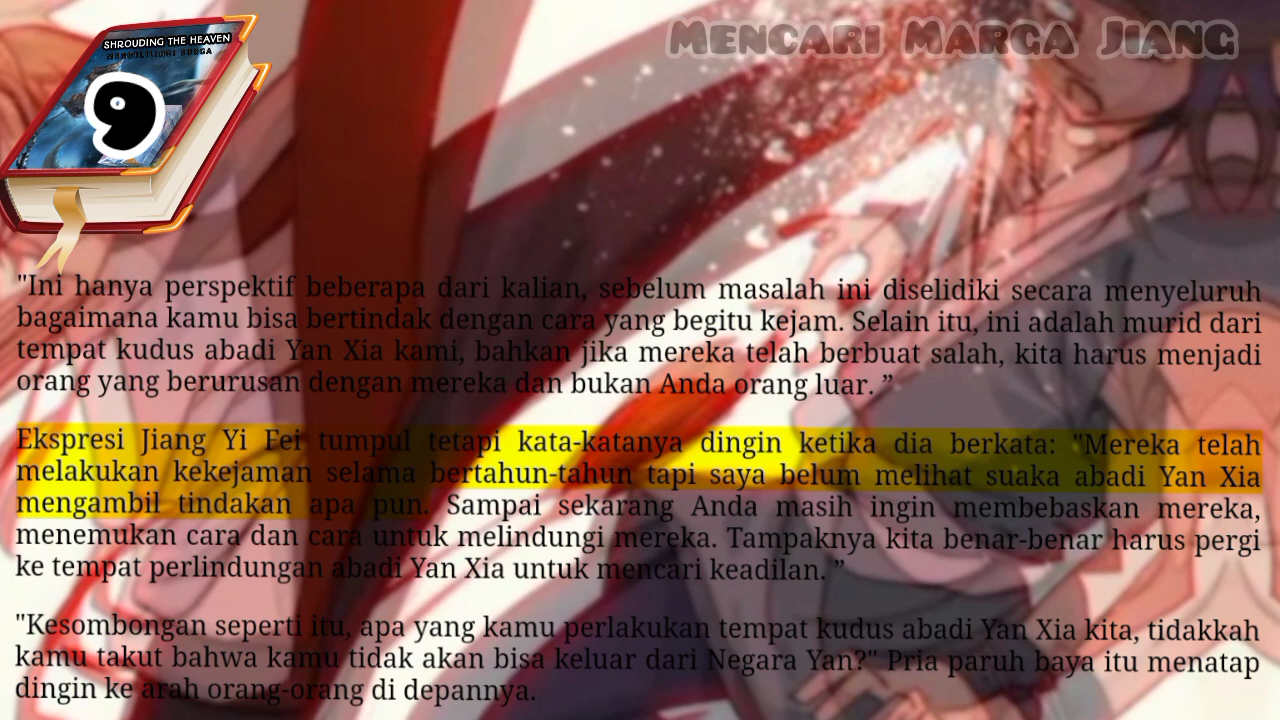 Mencari Marga Jiang
SHROUDING THE HEAVEN
9
"Ini hanya perspektif beberapa dari kalian, sebelum masalah ini diselidiki secara menyeluruh
bagaimana kamu bisa bertindak dengan cara yang begitu kejam. Selain itu, ini adalah murid dari
tempat kudus abadi Yan Xia kami, bahkan jika mereka telah berbuat salah, kita harus menjadi
orang yang berurusan dengan mereka dan bukan Anda orang luar. ”
Ekspresi Jiang Yi Fei tumpul tetapi kata-katanya dingin ketika dia berkata: "Mereka telah
melakukan kekejaman selama bertahun-tahun tapi saya belum melihat suaka abadi Yan Xia
mengambil tindakan apa pun. Sampai sekarang Anda masih ingin membebaskan mereka,
menemukan cara dan cara untuk melindungi mereka. Tampaknya kita benar-benar harus pergi
ke tempat perlindungan abadi Yan Xia untuk mencari keadilan. ”
"Kesombongan seperti itu, apa yang kamu perlakukan tempat kudus abadi Yan Xia kita, tidakkah
kamu takut bahwa kamu tidak akan bisa keluar dari Negara Yan?" Pria paruh baya itu menatap
dingin ke arah orang-orang di depannya.